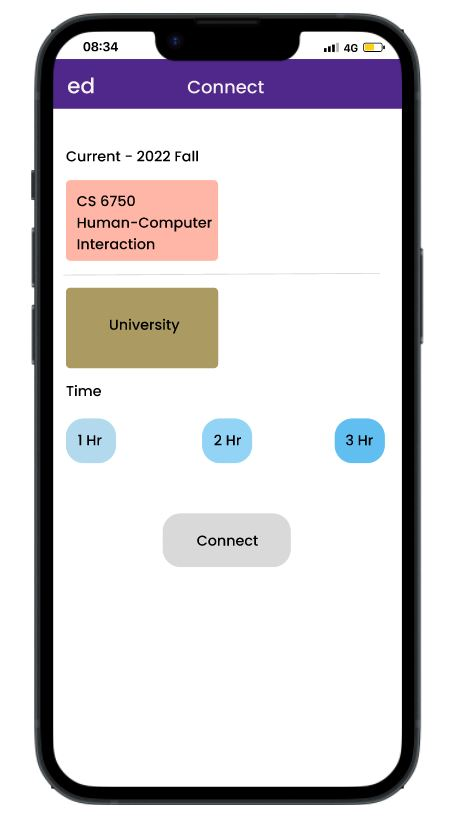 08:34 4G
ed Connect
Current - 2022 Fall
CS 6750
Human-Computer
Interaction
University
Time
1 Hr 2 Hr 3 Hr
Connect